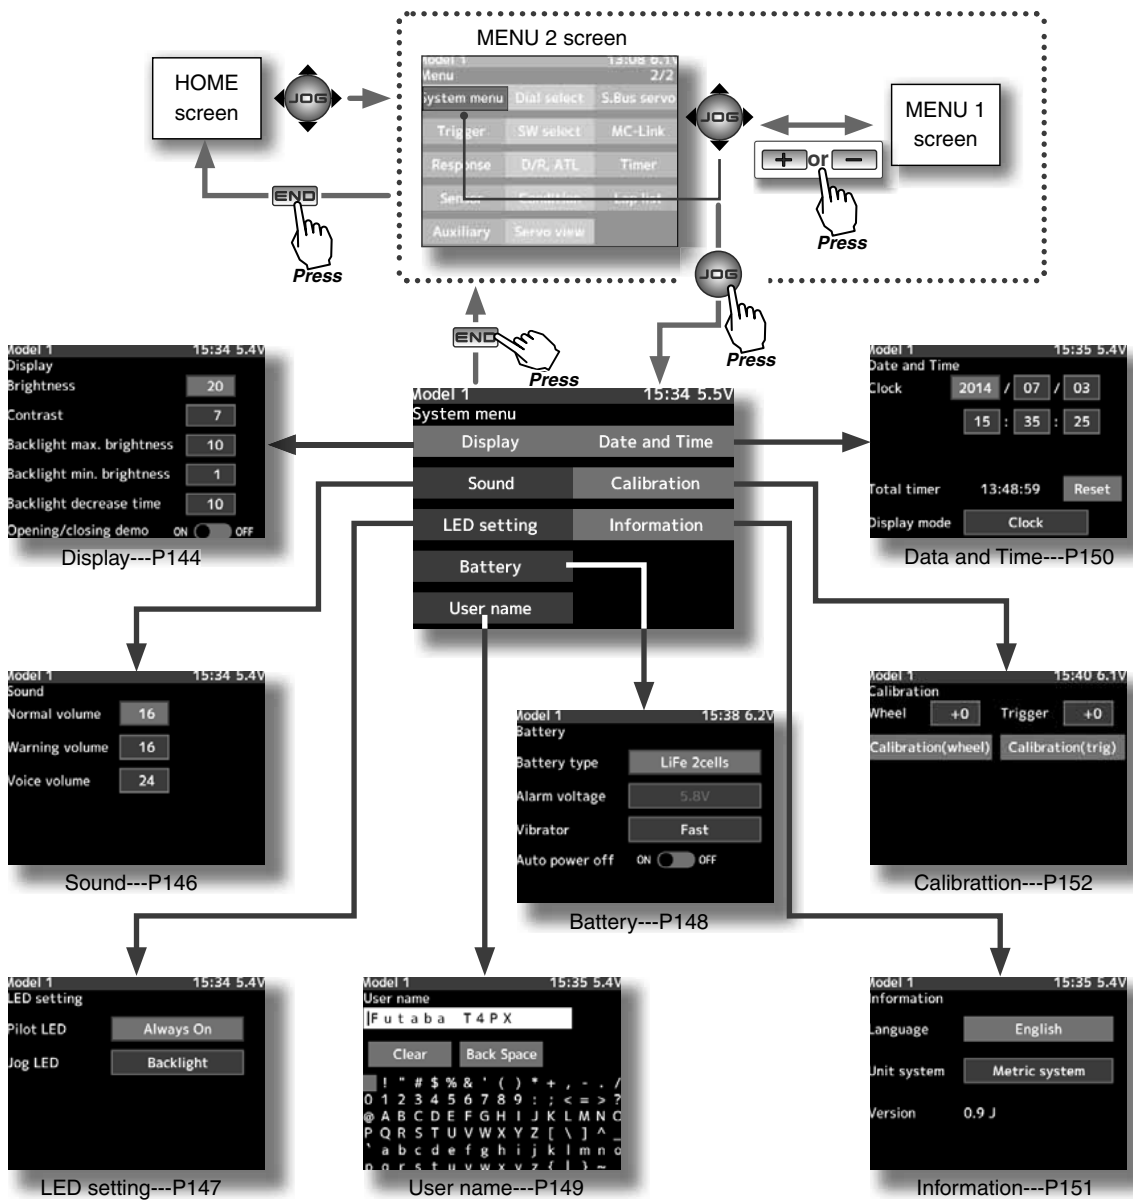 MENU 2 screen
HOME
screen
JOG
Model 1 13:08 6.1V
Menu 2/2
System menu Dial select S.Bus servo
Trigger SW select MC-Link
Response D/R, ATL Timer
Sensor Condition Lap list
Auxiliary Servo view
JOG
MENU 1
screen
+ or -
Press
END
Press
JOG
Press
END
Press
Model 1 15:34 5.4V
Display
Brightness 20
Contrast 7
Backlight max. brightness 10
Backlight min. brightness 1
Backlight decrease time 10
Opening/closing demo ON OFF
Display---P144
Model 1 15:34 5.5V
System menu
Display Date and Time
Sound Calibration
LED setting Information
Battery
User name
Model 1 15:35 5.4V
Date and Time
Clock 2014 / 07 / 03
15 : 35 : 25
Total timer 13:48:59 Reset
Display mode Clock
Data and Time---P150
Model 1 15:34 5.4V
Sound
Normal volume 16
Warning volume 16
Voice volume 24
Sound---P146
Model 1 15:38 6.2V
Battery
Battery type LiFe 2cells
Alarm voltage 5.8V
Vibrator Fast
Auto power off ON OFF
Battery---P148
Model 1 15:40 6.1V
Calibration
Wheel +0 Trigger +0
Calibration(wheel) Calibration(trig)
Calibrattion---P152
Model 1 15:34 5.4V
LED setting
Pilot LED Always On
Jog LED Backlight
LED setting---P147
Model 1 15:35 5.4V
User name
Futaba T4PX
Clear Back Space
! " # $ % & ' ( ) * + , - . /
0 1 2 3 4 5 6 7 8 9 : ; < = > ?
@ A B C D E F G H I J K L M N O
P Q R S T U V W X Y Z [ \ ] ^ _
` a b c d e f g h i j k l m n o
p q r s t u v w x y z { | } ~
User name---P149
Model 1 15:35 5.4V
Information
Language English
Unit system Metric system
Version 0.9 J
Information---P151